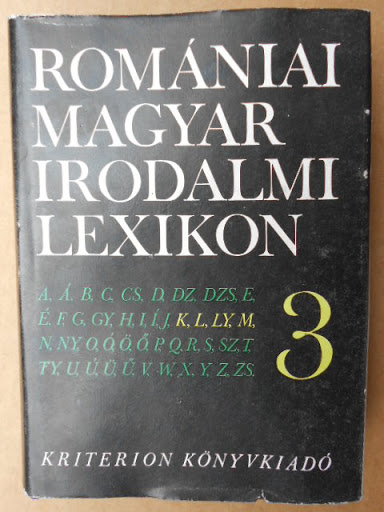 ROMÁNIAI
MAGYAR
IRODALMI
LEXIKON
A, Á, B, C, CS, D, DZ, DZS, E,
É, F, G, GY, H, I, Í, J, K, L, LY, M,
N, NY, O, Ó, Ö, Ő, P, Q, R, S, SZ, T,
TY, U, Ú, Ü, Ű, V, W, X, Y, Z, ZS.
3
KRITERION KÖNYVKIADÓ